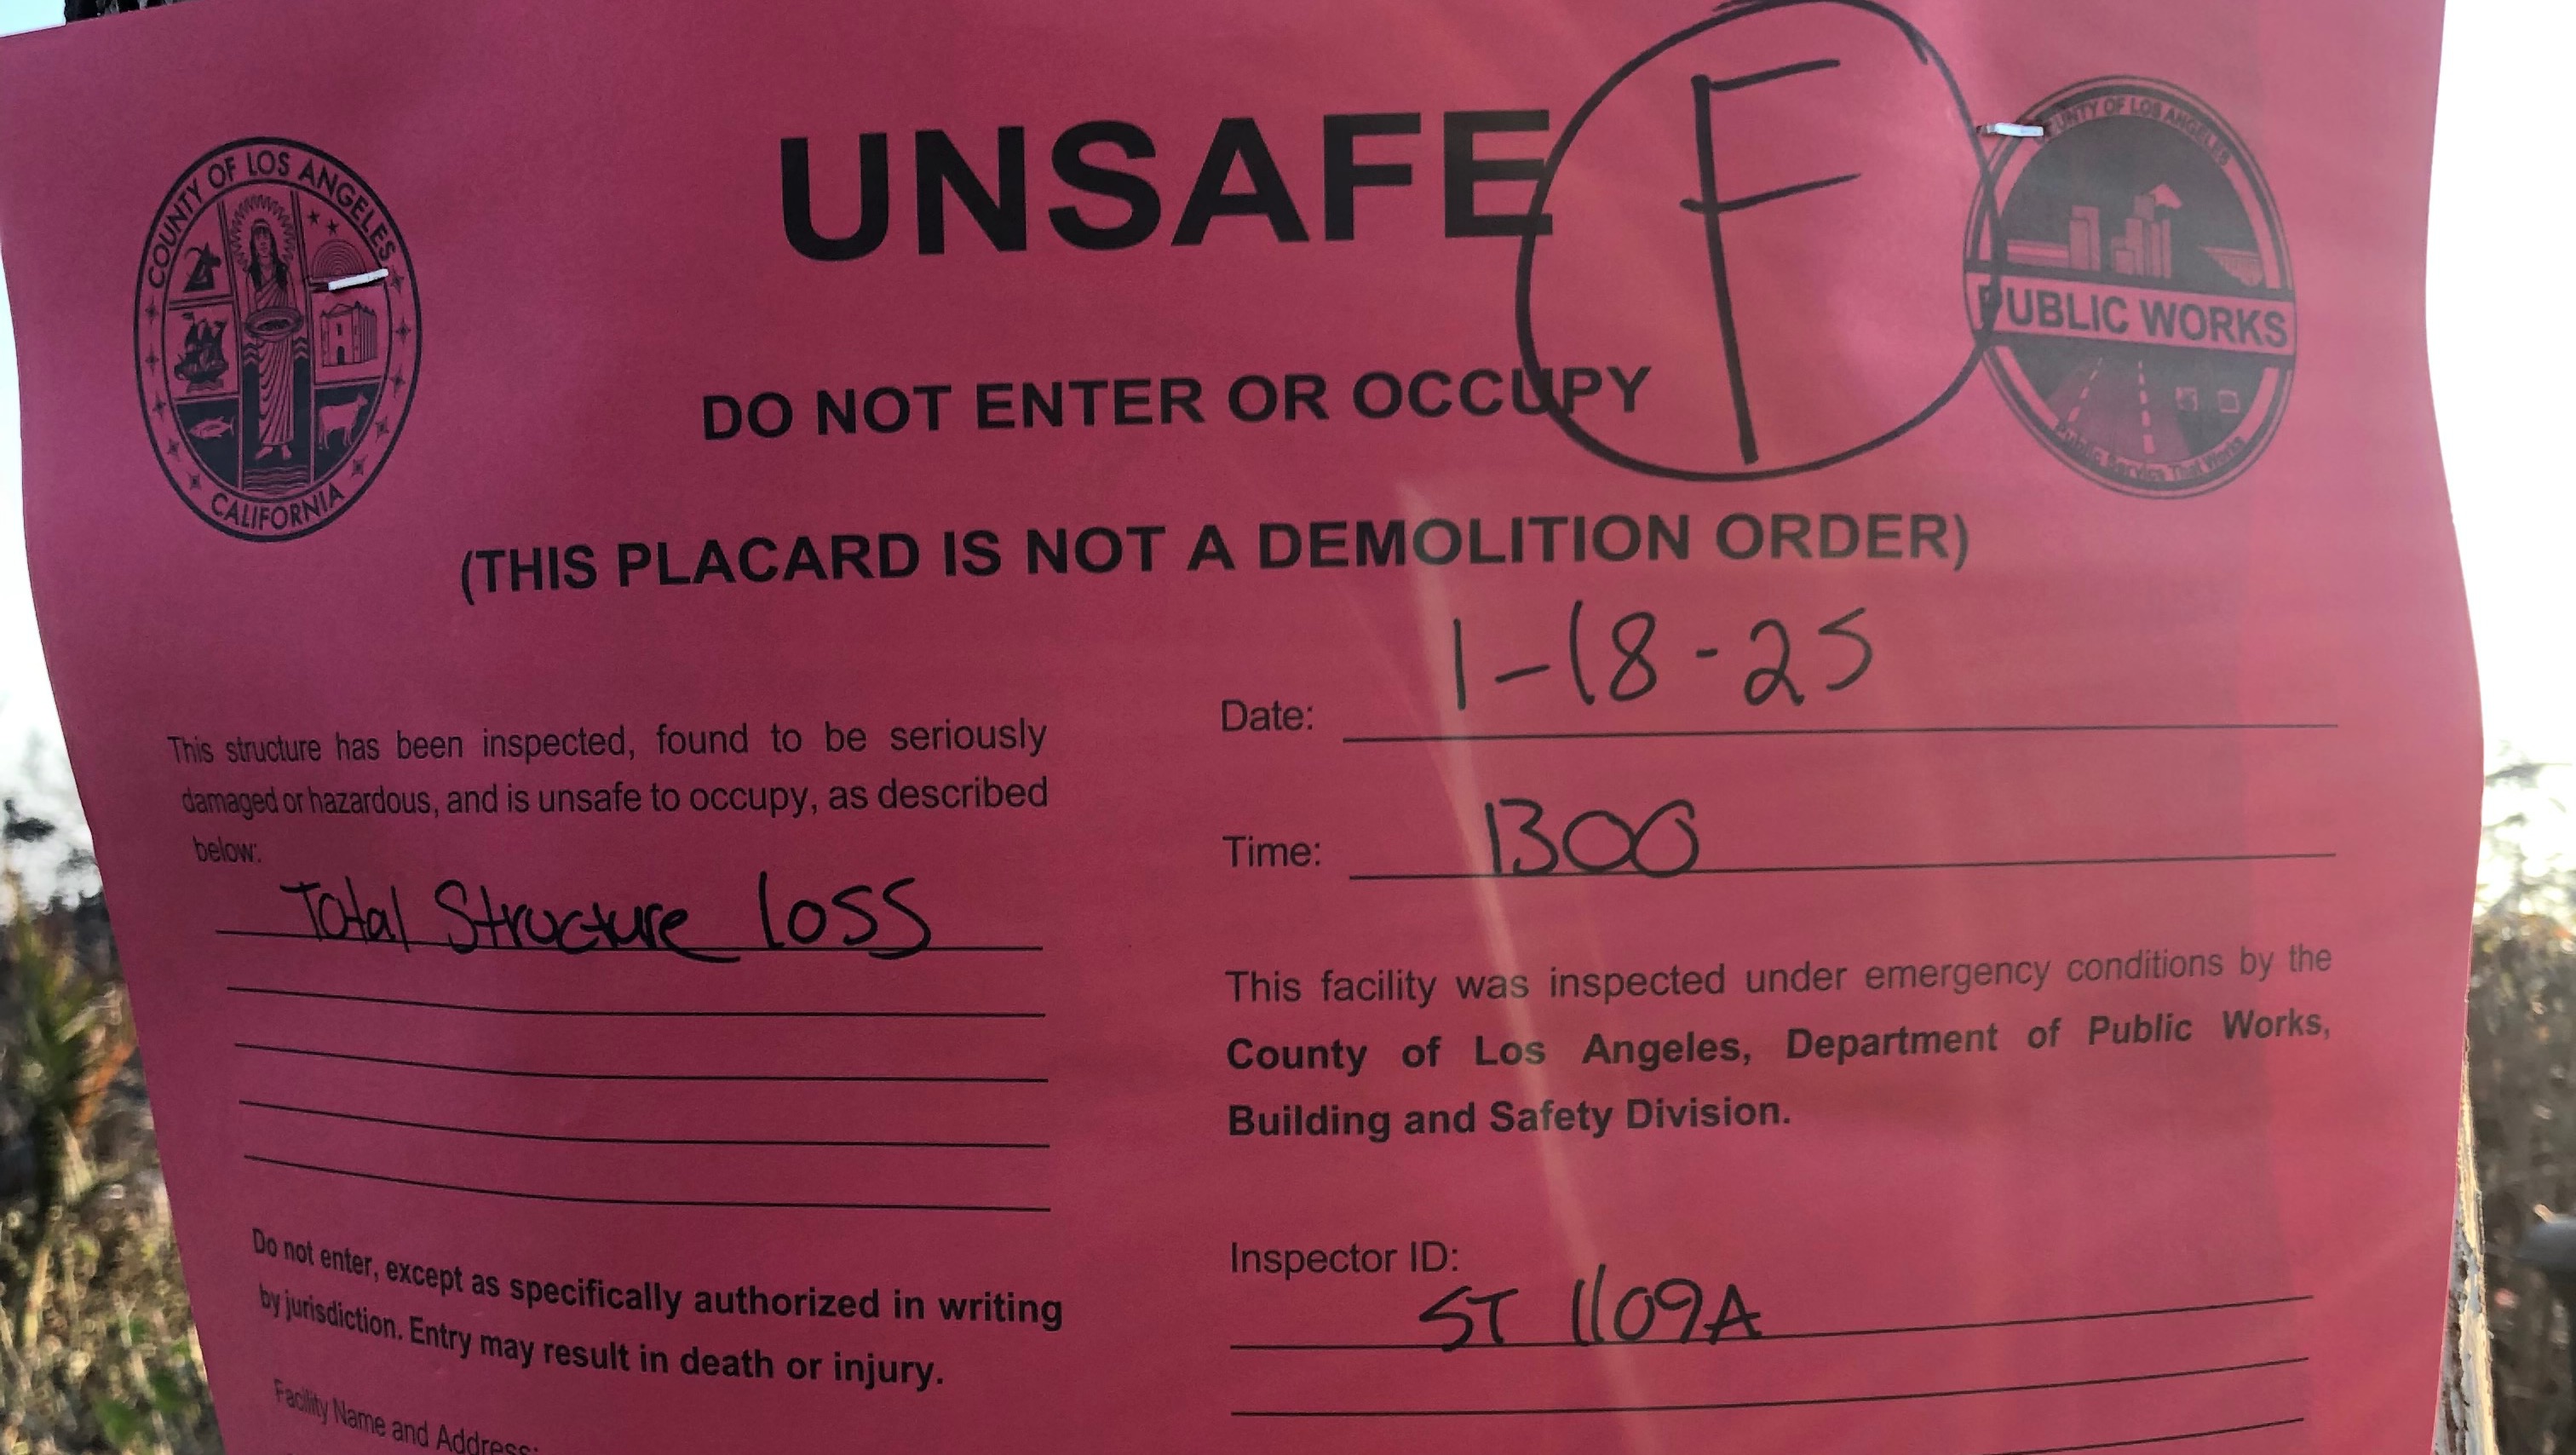 COUNTY OF LOS ANGELES
CALIFORNIA
UNSAFE
F
COUNTY OF LOS ANGELES
PUBLIC WORKS
Public Service That Works
DO NOT ENTER OR OCCUPY
(THIS PLACARD IS NOT A DEMOLITION ORDER)
This structure has been inspected, found to be seriously
damaged or hazardous, and is unsafe to occupy, as described
below:
Total Structure loss
Do not enter, except as specifically authorized in writing
by jurisdiction. Entry may result in death or injury.
Facility Name and Address:
Date: 1-18-25
Time: 1300
This facility was inspected under emergency conditions by the
County of Los Angeles, Department of Public Works,
Building and Safety Division.
Inspector ID:
ST 1109A